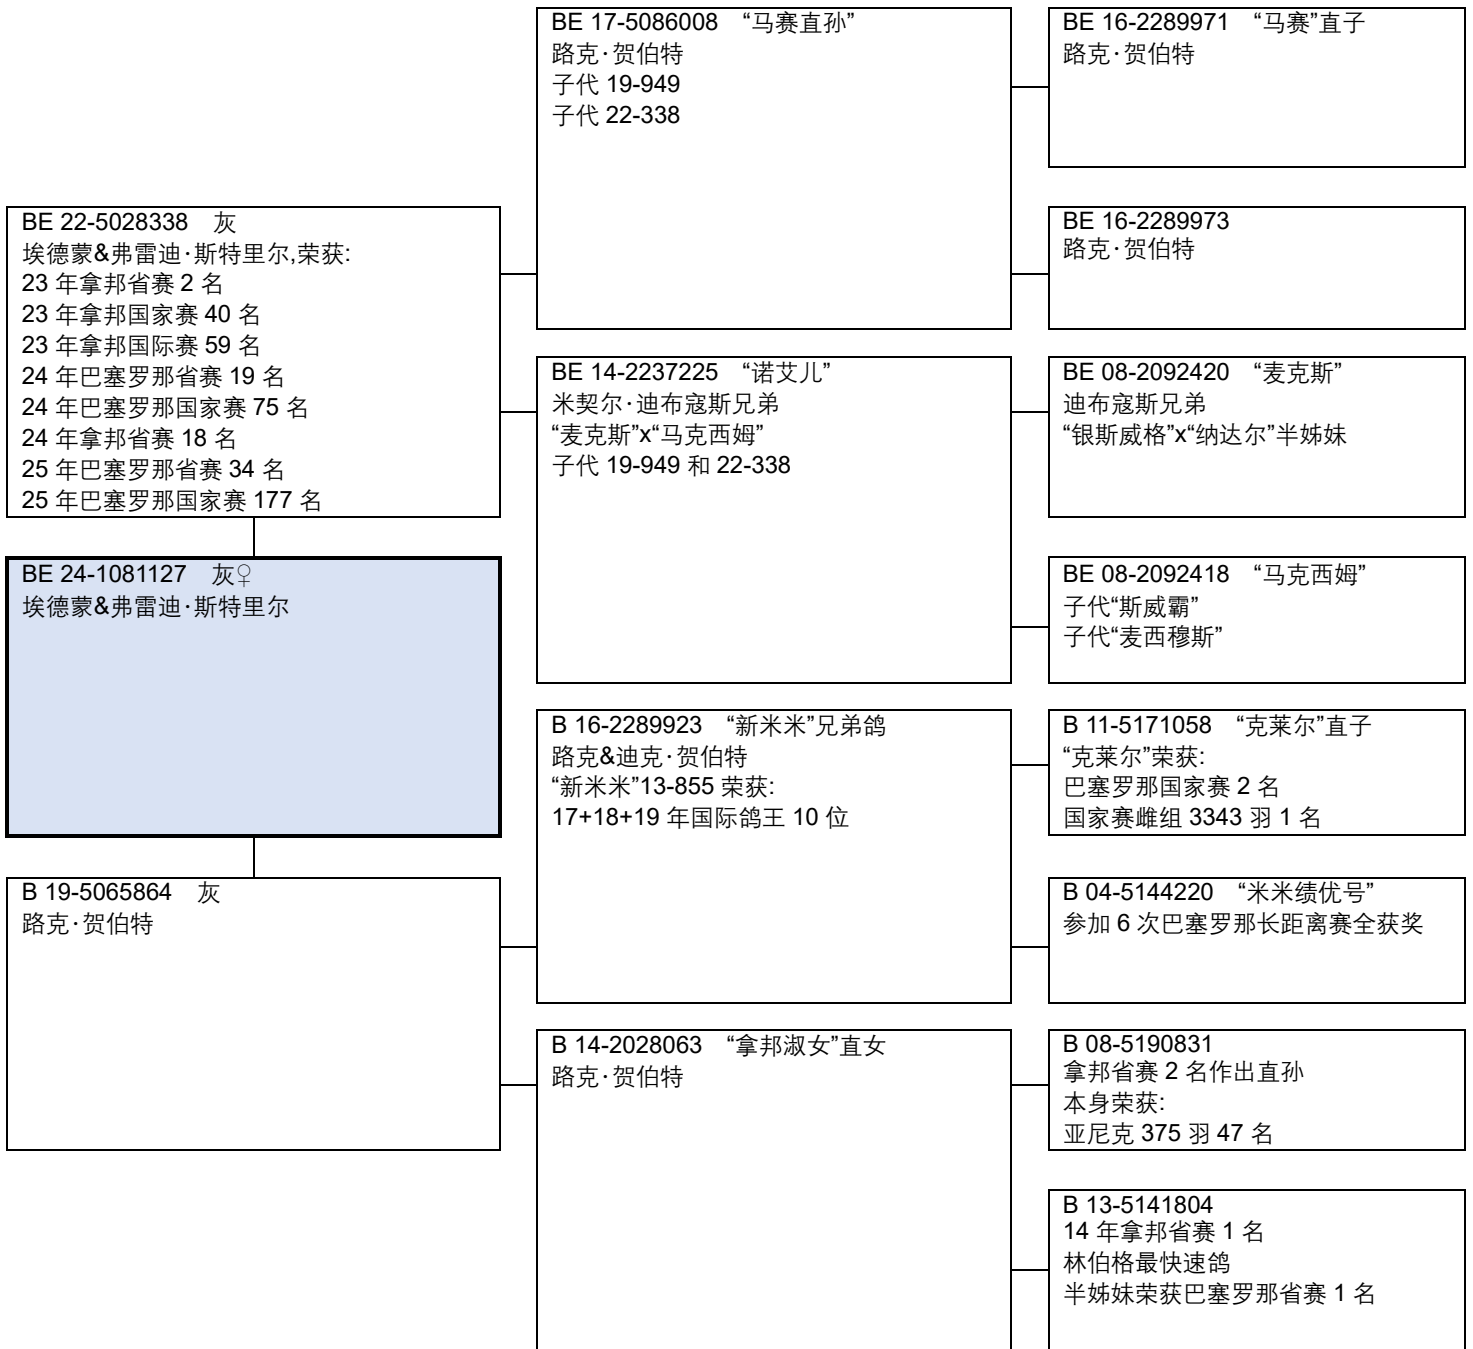 BE 17-5086008 “马赛直孙”
路克·贺伯特
子代 19-949
子代 22-338
BE 16-2289971 “马赛”直子
路克·贺伯特
BE 22-5028338 灰
埃德蒙&弗雷迪·斯特里尔,荣获:
23 年拿邦省赛 2 名
23 年拿邦国家赛 40 名
23 年拿邦国际赛 59 名
24 年巴塞罗那省赛 19 名
24 年巴塞罗那国家赛 75 名
24 年拿邦省赛 18 名
25 年巴塞罗那省赛 34 名
25 年巴塞罗那国家赛 177 名
BE 16-2289973
路克·贺伯特
BE 14-2237225 “诺艾儿”
米契尔·迪布寇斯兄弟
“麦克斯”x“马克西姆”
子代 19-949 和 22-338
BE 08-2092420 “麦克斯”
迪布寇斯兄弟
“银斯威格”x“纳达尔”半姊妹
BE 24-1081127 灰♀
埃德蒙&弗雷迪·斯特里尔
BE 08-2092418 “马克西姆”
子代“斯威霸”
子代“麦西穆斯”
B 16-2289923 “新米米”兄弟鸽
路克&迪克·贺伯特
“新米米”13-855 荣获:
17+18+19 年国际鸽王 10 位
B 11-5171058 “克莱尔”直子
“克莱尔”荣获:
巴塞罗那国家赛 2 名
国家赛雌组 3343 羽 1 名
B 19-5065864 灰
路克·贺伯特
B 04-5144220 “米米绩优号”
参加 6 次巴塞罗那长距离赛全获奖
B 14-2028063 “拿邦淑女”直女
路克·贺伯特
B 08-5190831
拿邦省赛 2 名作出直孙
本身荣获:
亚尼克 375 羽 47 名
B 13-5141804
14 年拿邦省赛 1 名
林伯格最快速鸽
半姊妹荣获巴塞罗那省赛 1 名